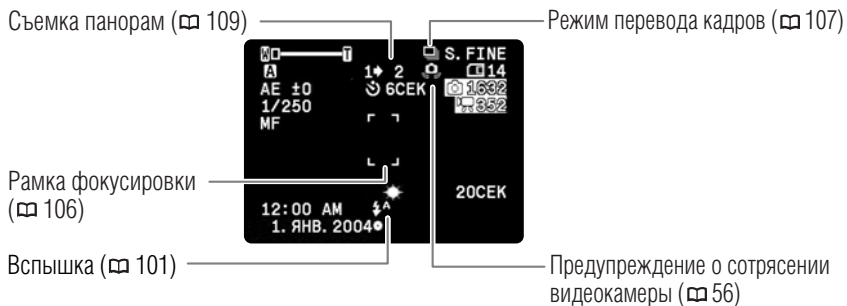 Съемка панорам (📖 109)
Режим перевода кадров (📖 107)
W T
S. FINE
A
1➧ 2
14
AE ±0
6СЕК
1632
1/250
352
MF
Рамка фокусировки
(📖 106)
20СЕК
12:00 AM
A
1. ЯНВ. 2004
Вспышка (📖 101)
Предупреждение о сотрясении
видеокамеры (📖 56)